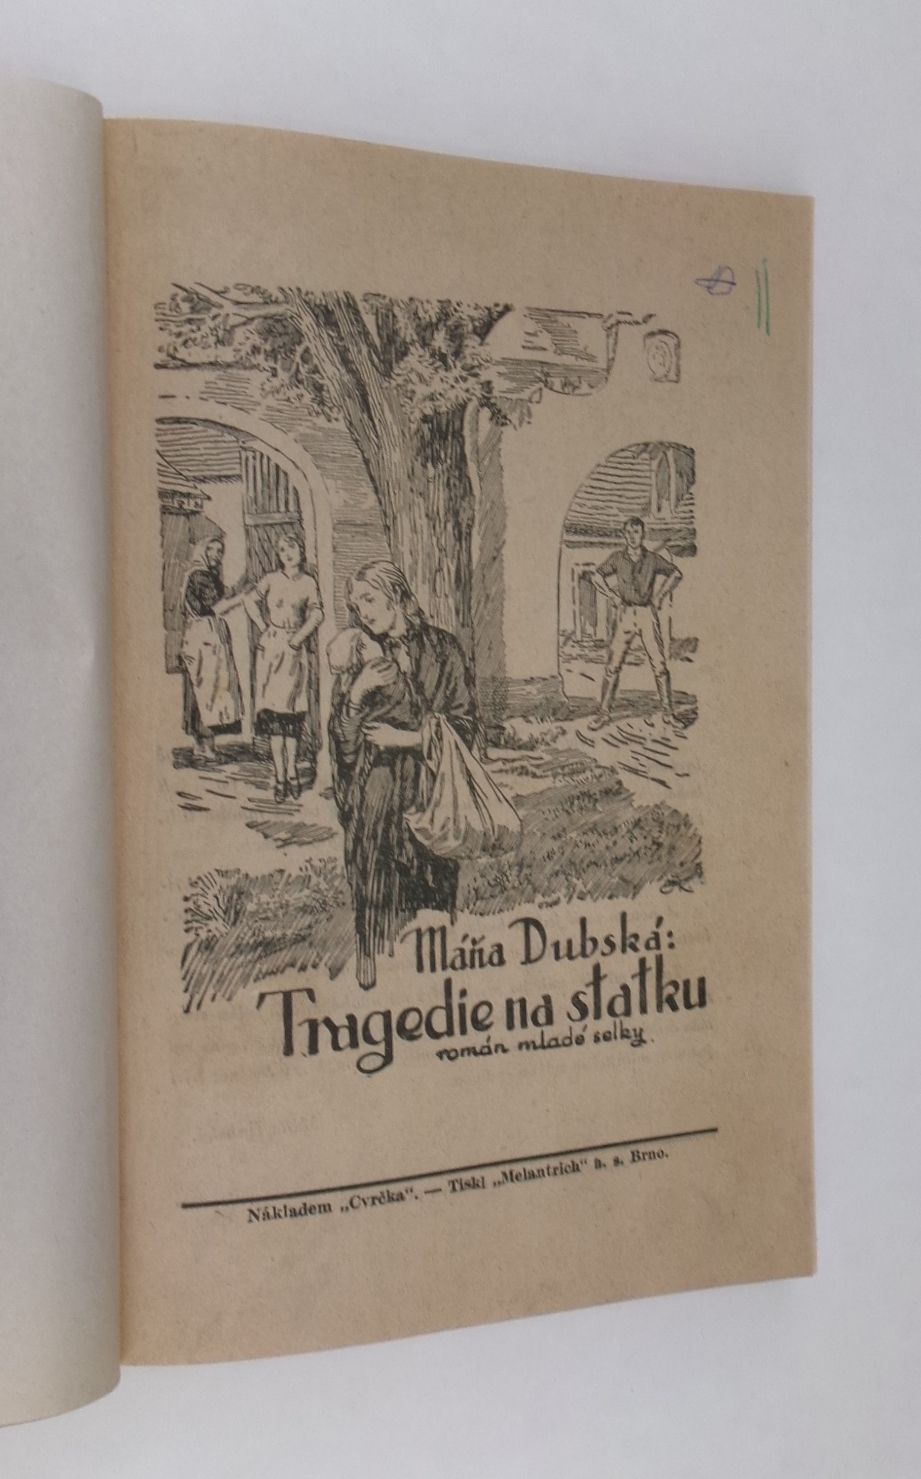 Máňa Dubská:
Tragedie na statku
román mladé selky.
Nákladem „Cvrčka“. — Tiskl „Melantrich“ a. s. Brno.